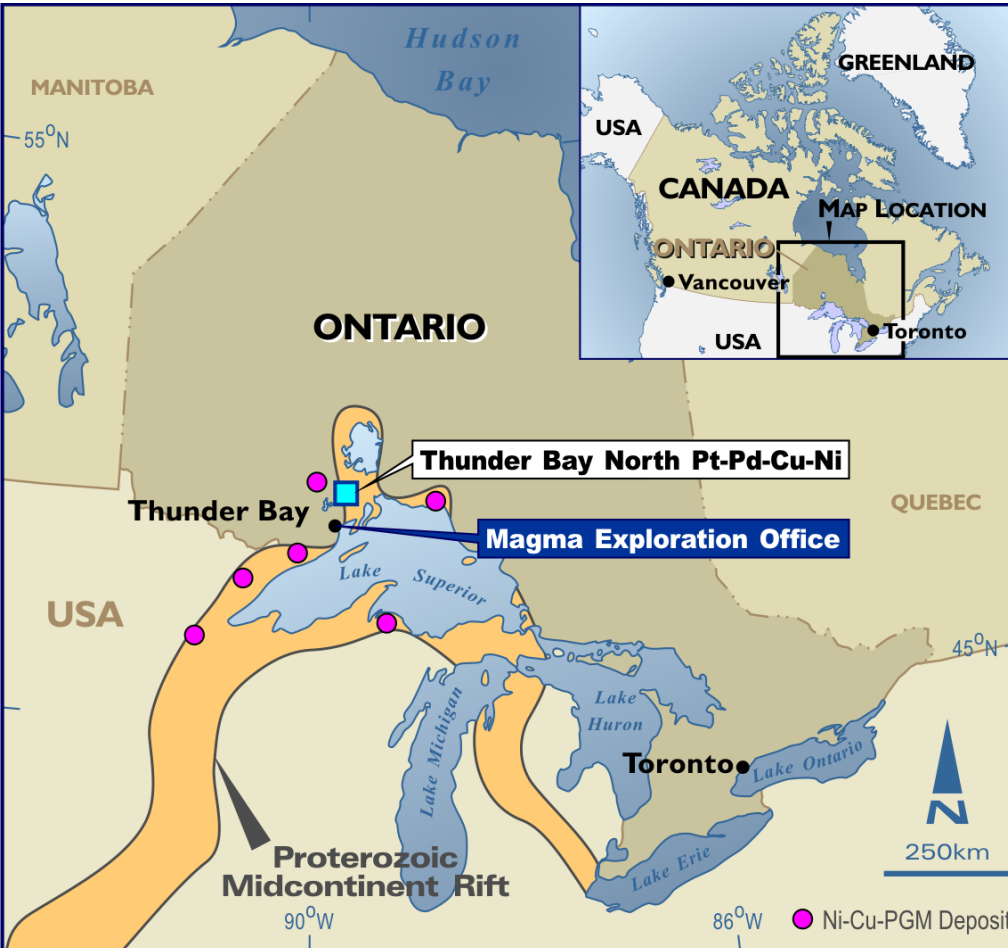 Hudson
Bay
MANITOBA
55°N
GREENLAND
USA
CANADA
MAP LOCATION
ONTARIO
Vancouver
USA
Toronto
ONTARIO
Thunder Bay North Pt-Pd-Cu-Ni
Thunder Bay
QUEBEC
Magma Exploration Office
Lake Superior
USA
45°N
Lake Michigan
Lake
Huron
Toronto
Lake Ontario
Proterozoic
Midcontinent Rift
Lake Erie
N
250km
90°W
86°W
Ni-Cu-PGM Deposit